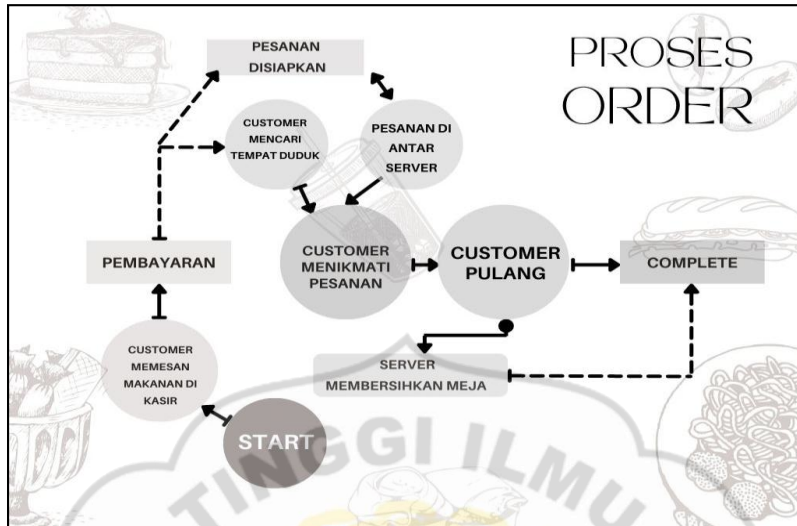 PROSES
ORDER
PESANAN
DISIAPKAN
CUSTOMER
MENCARI
TEMPAT DUDUK
PESANAN DI
ANTAR
SERVER
PEMBAYARAN
CUSTOMER
MENIKMATI
PESANAN
CUSTOMER
PULANG
COMPLETE
CUSTOMER
MEMESAN
MAKANAN DI
KASIR
SERVER
MEMBERSIHKAN MEJA
START
TINGGI ILMU